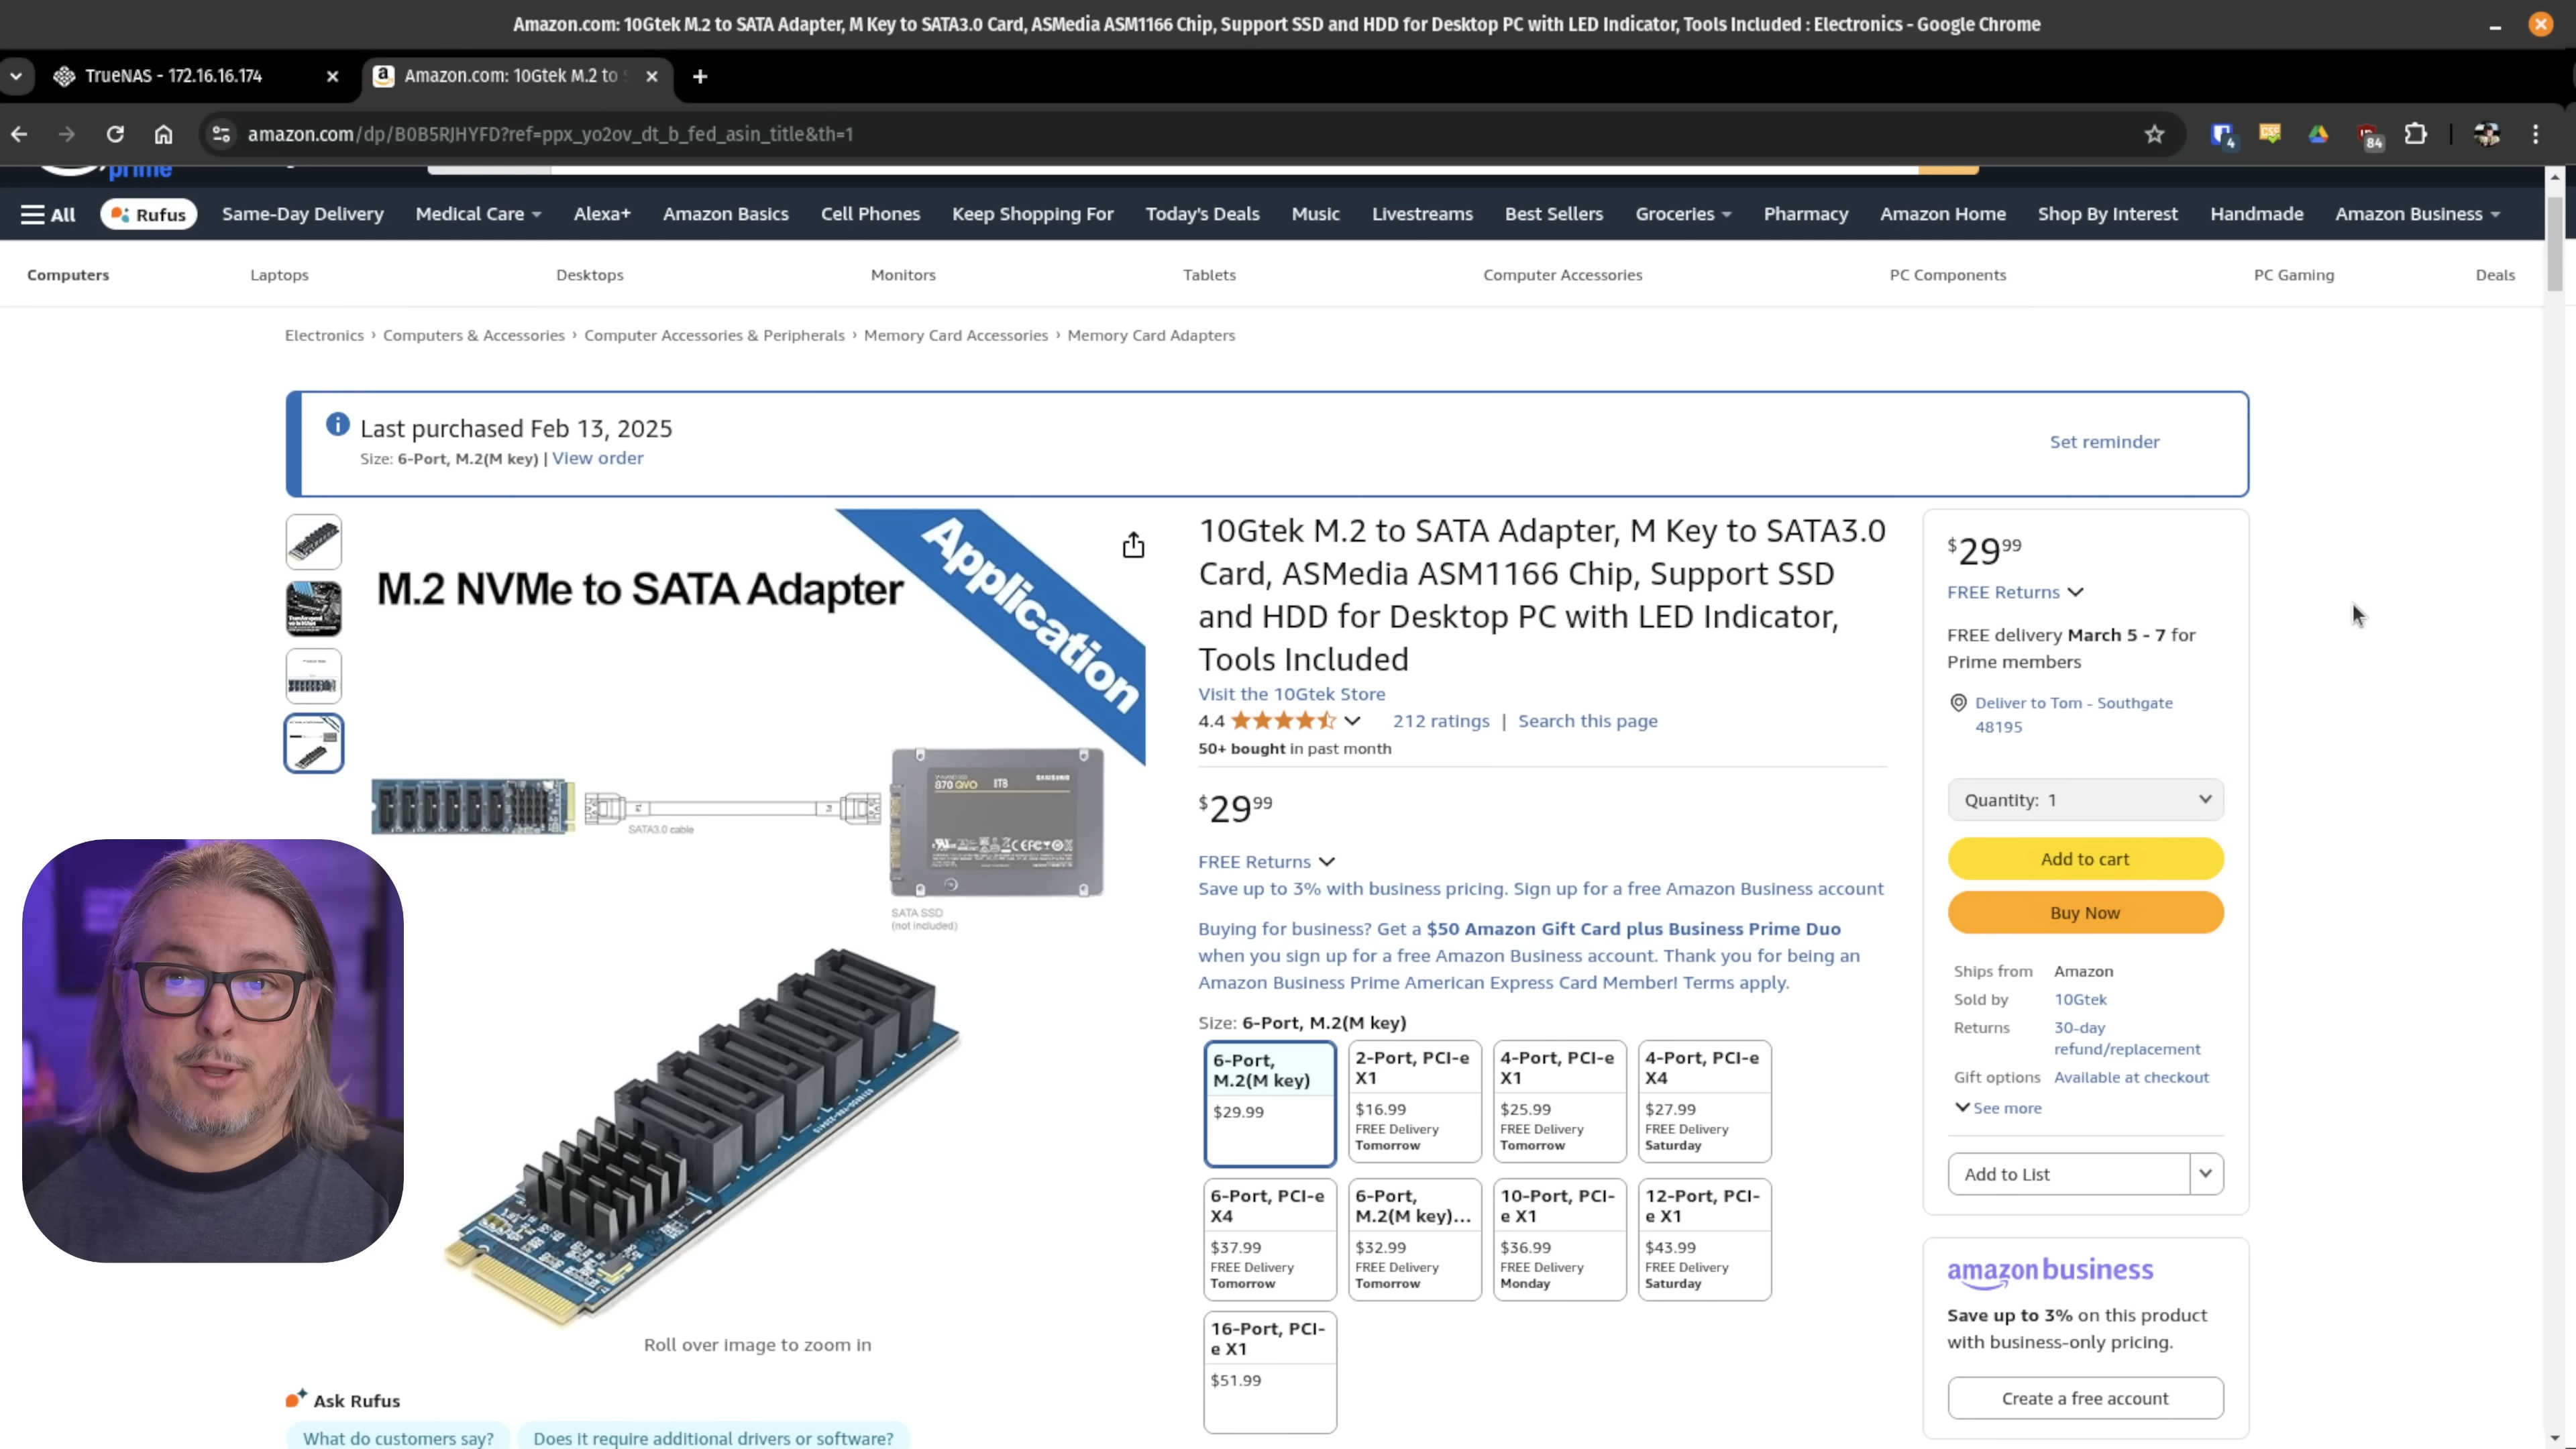 Amazon.com: 10Gtek M.2 to SATA Adapter, M Key to SATA3.0 Card, ASMedia ASM1166 Chip, Support SSD and HDD for Desktop PC with LED Indicator, Tools Included : Electronics - Google Chrome
TrueNAS - 172.16.16.174
Amazon.com: 10Gtek M.2 to
amazon.com/dp/B0B5RJHYFD?ref=ppx_yo2ov_dt_b_fed_asin_title&th=1
4
84
prime
All
Rufus
Same-Day Delivery
Medical Care
Alexa+
Amazon Basics
Cell Phones
Keep Shopping For
Today's Deals
Music
Livestreams
Best Sellers
Groceries
Pharmacy
Amazon Home
Shop By Interest
Handmade
Amazon Business
Computers
Laptops
Desktops
Monitors
Tablets
Computer Accessories
PC Components
PC Gaming
Deals
Electronics › Computers & Accessories › Computer Accessories & Peripherals › Memory Card Accessories › Memory Card Adapters
Last purchased Feb 13, 2025
Size: 6-Port, M.2(M key) | View order
Set reminder
Application
M.2 NVMe to SATA Adapter
SATA3.0 cable
870 QVO
SAMSUNG
SATA SSD
(not included)
Roll over image to zoom in
Ask Rufus
What do customers say?
Does it require additional drivers or software?
10Gtek M.2 to SATA Adapter, M Key to SATA3.0
Card, ASMedia ASM1166 Chip, Support SSD
and HDD for Desktop PC with LED Indicator,
Tools Included
Visit the 10Gtek Store
4.4
212 ratings | Search this page
50+ bought in past month
$29.99
FREE Returns
Save up to 3% with business pricing. Sign up for a free Amazon Business account
Buying for business? Get a $50 Amazon Gift Card plus Business Prime Duo
when you sign up for a free Amazon Business account. Thank you for being an
Amazon Business Prime American Express Card Member! Terms apply.
Size: 6-Port, M.2(M key)
6-Port,
M.2(M key)
$29.99
2-Port, PCI-e
X1
$16.99
FREE Delivery
Tomorrow
4-Port, PCI-e
X1
$25.99
FREE Delivery
Tomorrow
4-Port, PCI-e
X4
$27.99
FREE Delivery
Saturday
6-Port, PCI-e
X4
$37.99
FREE Delivery
Tomorrow
6-Port,
M.2(M key)...
$32.99
FREE Delivery
Tomorrow
10-Port, PCI-
e X1
$36.99
FREE Delivery
Monday
12-Port, PCI-
e X1
$43.99
FREE Delivery
Saturday
16-Port, PCI-
e X1
$51.99
$29.99
FREE Returns
FREE delivery March 5 - 7 for
Prime members
Deliver to Tom - Southgate
48195
Quantity: 1
Add to cart
Buy Now
Ships from Amazon
Sold by 10Gtek
Returns 30-day
refund/replacement
Gift options Available at checkout
See more
Add to List
amazon business
Save up to 3% on this product
with business-only pricing.
Create a free account